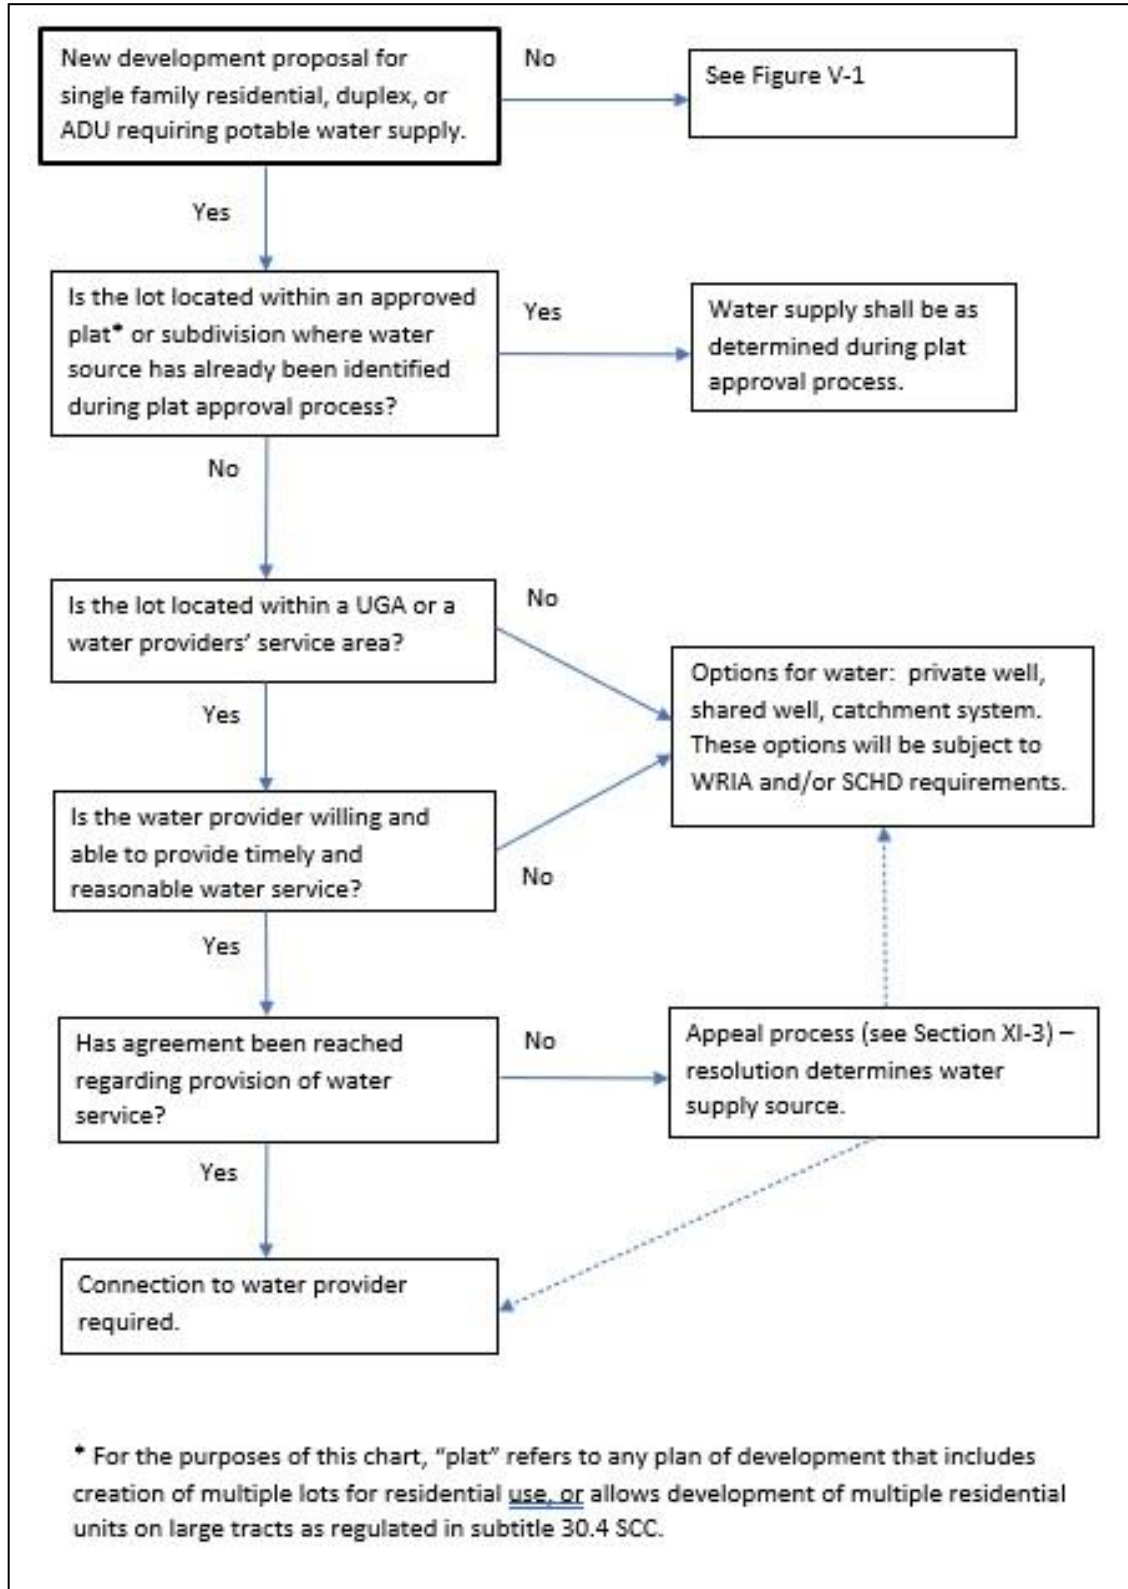 New development proposal for
single family residential, duplex, or
ADU requiring potable water supply.
No
See Figure V-1
Yes
Is the lot located within an approved
plat* or subdivision where water
source has already been identified
during plat approval process?
Yes
Water supply shall be as
determined during plat
approval process.
No
Is the lot located within a UGA or a
water providers’ service area?
No
Options for water: private well,
shared well, catchment system.
These options will be subject to
WRIA and/or SCHD requirements.
Yes
Is the water provider willing and
able to provide timely and
reasonable water service?
No
Yes
Has agreement been reached
regarding provision of water
service?
No
Appeal process (see Section XI-3) –
resolution determines water
supply source.
Yes
Connection to water provider
required.
* For the purposes of this chart, “plat” refers to any plan of development that includes
creation of multiple lots for residential use, or allows development of multiple residential
units on large tracts as regulated in subtitle 30.4 SCC.